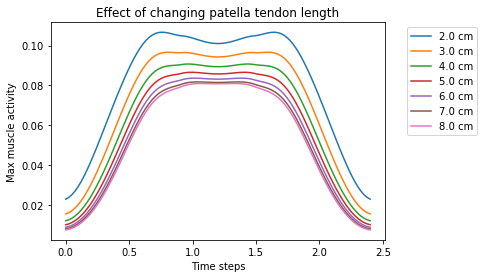 Effect of changing patella tendon length
Max muscle activity
0.10
0.08
0.06
0.04
0.02
0.0
0.5
1.0
1.5
2.0
2.5
Time steps
2.0 cm
3.0 cm
4.0 cm
5.0 cm
6.0 cm
7.0 cm
8.0 cm